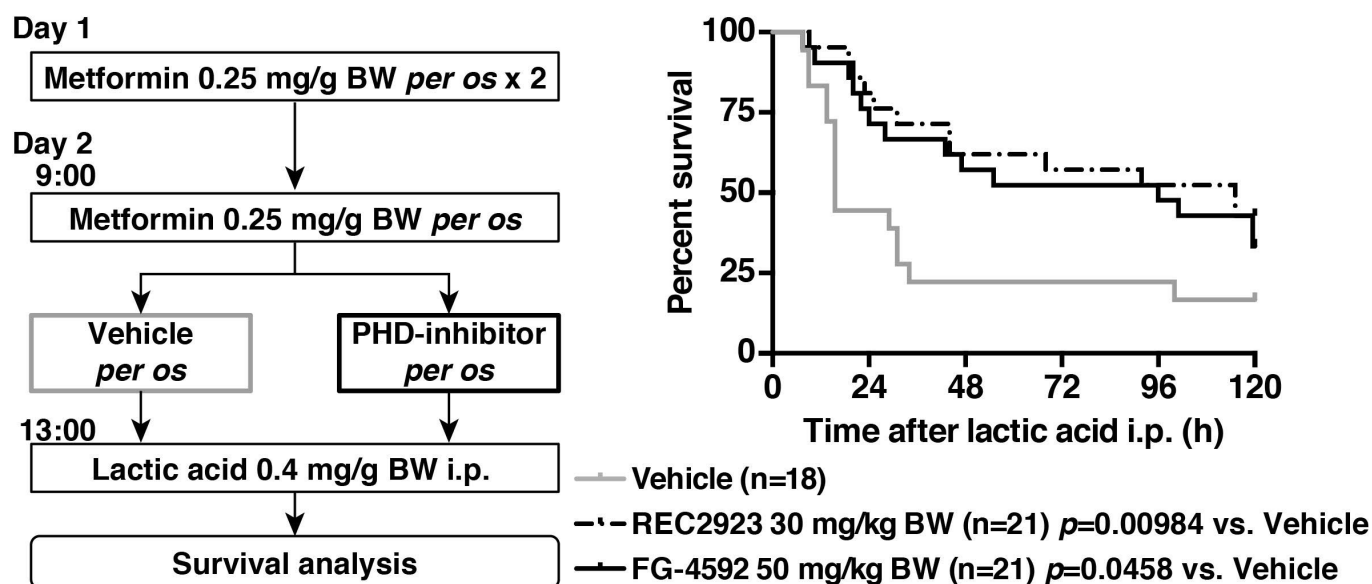 Day 1
Metformin 0.25 mg/g BW per os x 2
Day 2
9:00
Metformin 0.25 mg/g BW per os
Vehicle
per os
PHD-inhibitor
per os
13:00
Lactic acid 0.4 mg/g BW i.p.
Survival analysis
Percent survival
100
75
50
25
0
0 24 48 72 96 120
Time after lactic acid i.p. (h)
Vehicle (n=18)
REC2923 30 mg/kg BW (n=21) p=0.00984 vs. Vehicle
FG-4592 50 mg/kg BW (n=21) p=0.0458 vs. Vehicle